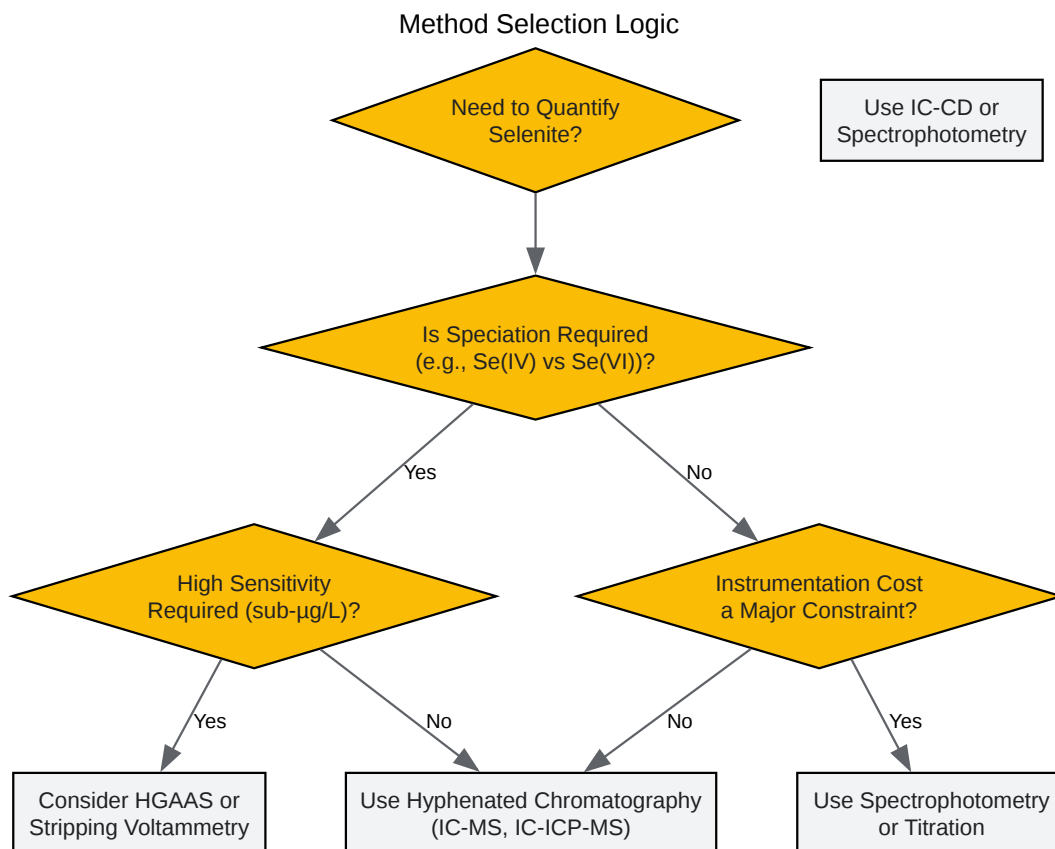 Method Selection Logic
Need to Quantify
Selenite?
Use IC-CD or
Spectrophotometry
Is Speciation Required
(e.g., Se(IV) vs Se(VI))?
Yes
No
High Sensitivity
Required (sub-µg/L)?
Instrumentation Cost
a Major Constraint?
Yes
No
No
Yes
Consider HGAAS or
Stripping Voltammetry
Use Hyphenated Chromatography
(IC-MS, IC-ICP-MS)
Use Spectrophotometry
or Titration